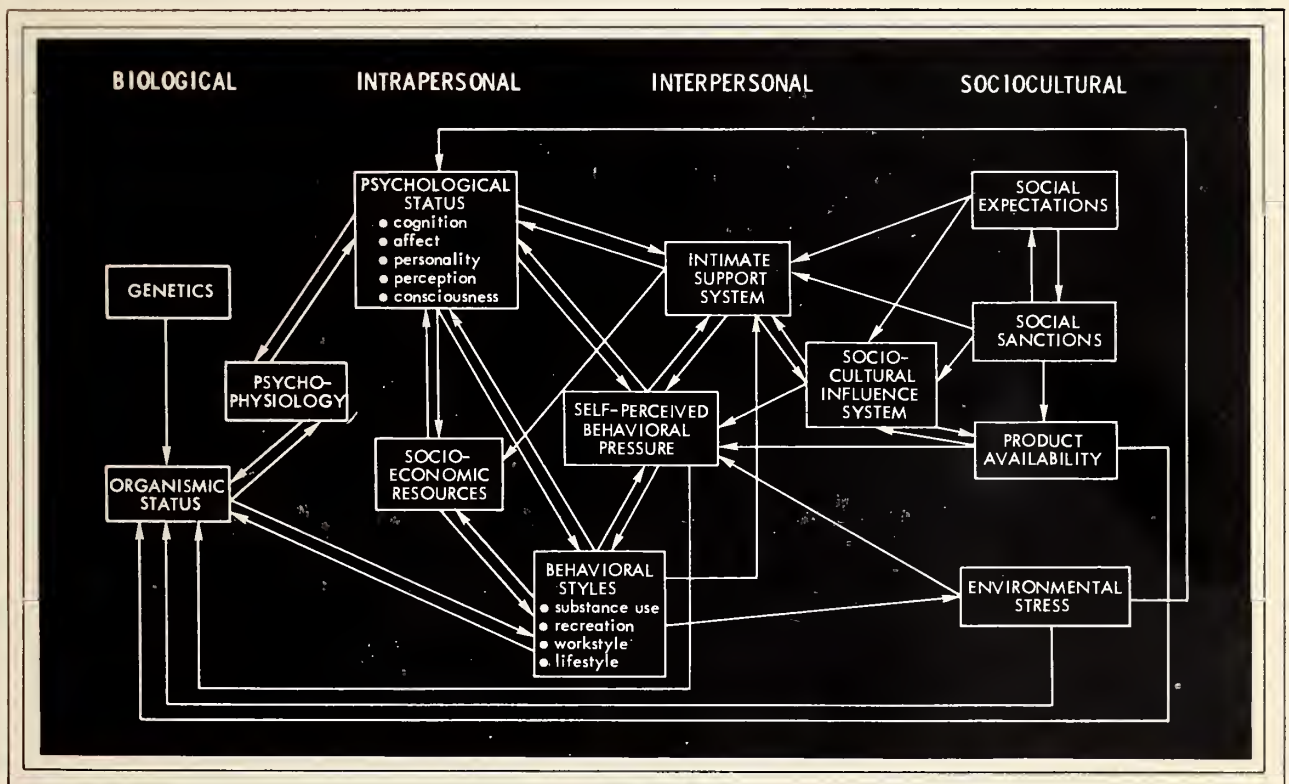 BIOLOGICAL
INTRAPERSONAL
INTERPERSONAL
SOCIOCULTURAL
PSYCHOLOGICAL
STATUS
● cognition
● affect
● personality
● perception
● consciousness
SOCIAL
EXPECTATIONS
GENETICS
INTIMATE
SUPPORT
SYSTEM
SOCIAL
SANCTIONS
PSYCHO-
PHYSIOLOGY
SOCIO-
CULTURAL
INFLUENCE
SYSTEM
SELF-PERCEIVED
BEHAVIORAL
PRESSURE
PRODUCT
AVAILABILITY
SOCIO-
ECONOMIC
RESOURCES
ORGANISMIC
STATUS
BEHAVIORAL
STYLES
● substance use
● recreation
● workstyle
● lifestyle
ENVIRONMENTAL
STRESS